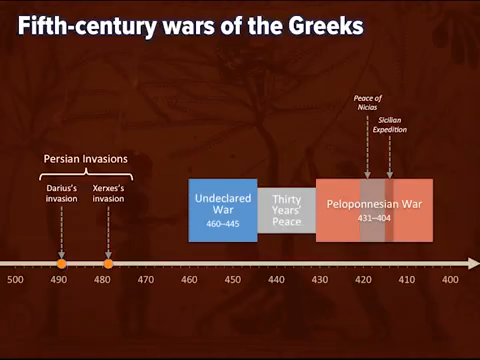 Fifth-century wars of the Greeks
Peace of
Nicias
Sicilian
Expedition
Persian Invasions
Darius's
invasion
Xerxes's
invasion
Undeclared
War
460–445
Thirty
Years'
Peace
Peloponnesian War
431–404
500 490 480 470 460 450 440 430 420 410 400